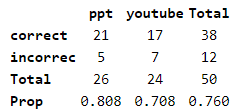 ppt youtube Total
correct 21 17 38
incorrec 5 7 12
Total 26 24 50
Prop 0.808 0.708 0.760